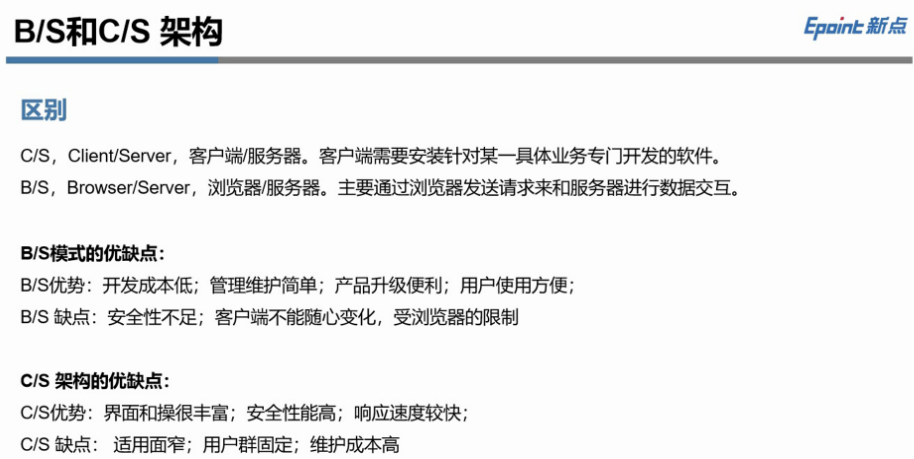 B/S和C/S 架构
Epoint 新点
区别
C/S，Client/Server，客户端/服务器。客户端需要安装针对某一具体业务专门开发的软件。
B/S，Browser/Server，浏览器/服务器。主要通过浏览器发送请求来和服务器进行数据交互。
B/S模式的优缺点：
B/S优势：开发成本低；管理维护简单；产品升级便利；用户使用方便；
B/S 缺点：安全性不足；客户端不能随心变化，受浏览器的限制
C/S 架构的优缺点：
C/S优势：界面和操很丰富；安全性能高；响应速度较快；
C/S 缺点： 适用面窄；用户群固定；维护成本高